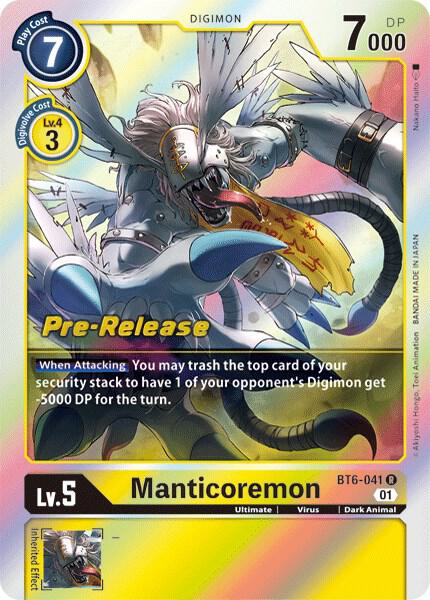 Play Cost
7
DIGIMON
DP
7000
Digivolve Cost
Lv.4
3
Nakano Haito
Pre-Release
When Attacking You may trash the top card of your
security stack to have 1 of your opponent's Digimon get
-5000 DP for the turn.
© Akiyoshi Hongo, Toei Animation BANDAI MADE IN JAPAN
Lv.5
Manticoremon
BT6-041 R
01
Ultimate | Virus | Dark Animal
Inherited Effect
–